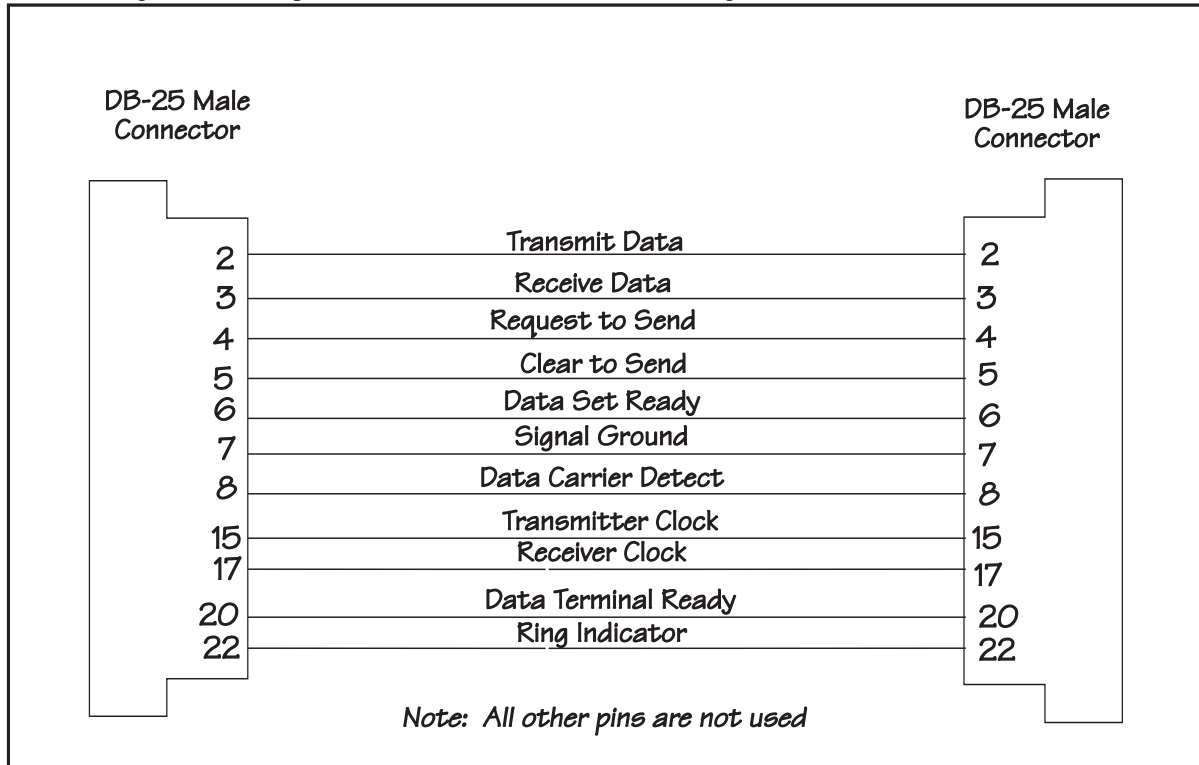 DB-25 Male
Connector
DB-25 Male
Connector
2 Transmit Data 2
3 Receive Data 3
4 Request to Send 4
5 Clear to Send 5
6 Data Set Ready 6
7 Signal Ground 7
8 Data Carrier Detect 8
15 Transmitter Clock 15
17 Receiver Clock 17
20 Data Terminal Ready 20
22 Ring Indicator 22
Note: All other pins are not used